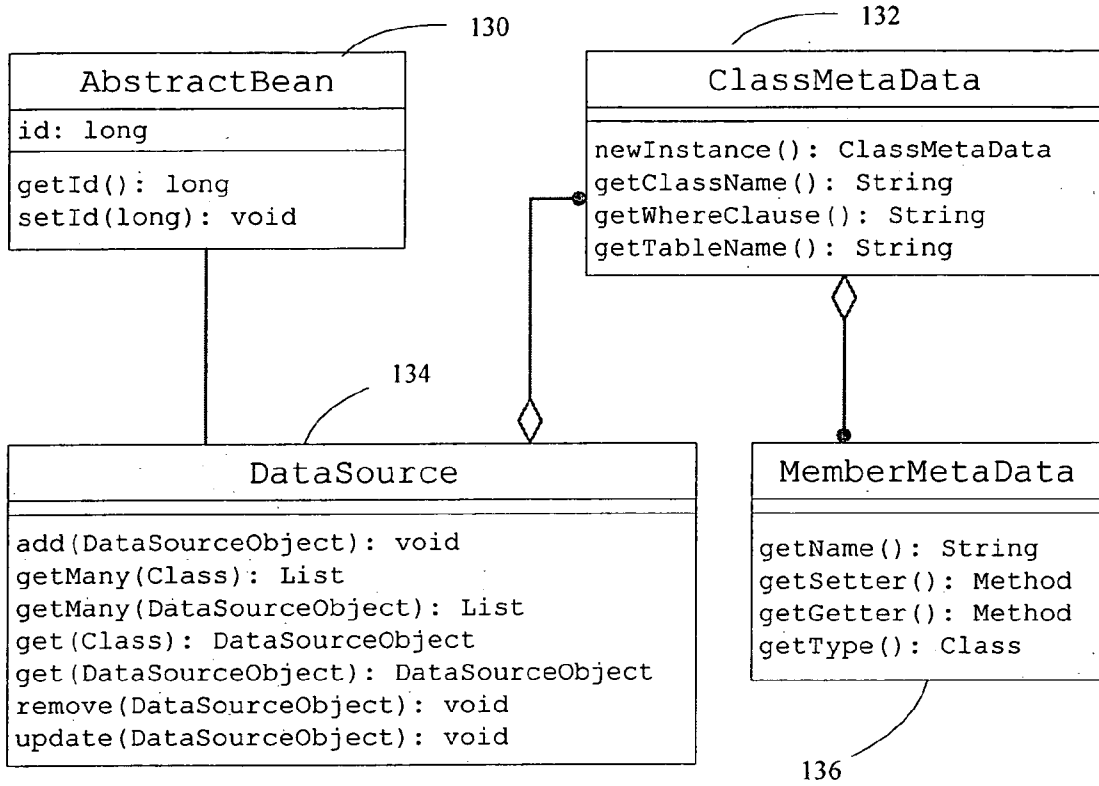 130
AbstractBean
id: long
getId(): long
setId(long): void
132
ClassMetaData
newInstance(): ClassMetaData
getClassName(): String
getWhereClause(): String
getTableName(): String
134
DataSource
add(DataSourceObject): void
getMany(Class): List
getMany(DataSourceObject): List
get(Class): DataSourceObject
get(DataSourceObject): DataSourceObject
remove(DataSourceObject): void
update(DataSourceObject): void
MemberMetaData
getName(): String
getSetter(): Method
getGetter(): Method
getType(): Class
136